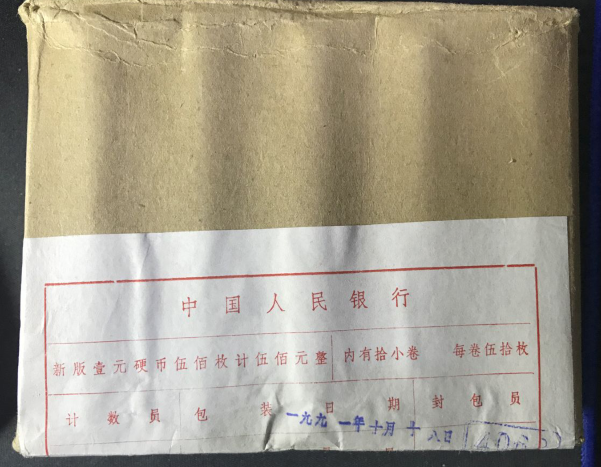 中国人民银行
新版壹元硬币伍佰枚计伍佰元整 内有拾小卷 每卷伍拾枚
计数员 包装日期 封包员
一九九一年十月十八日